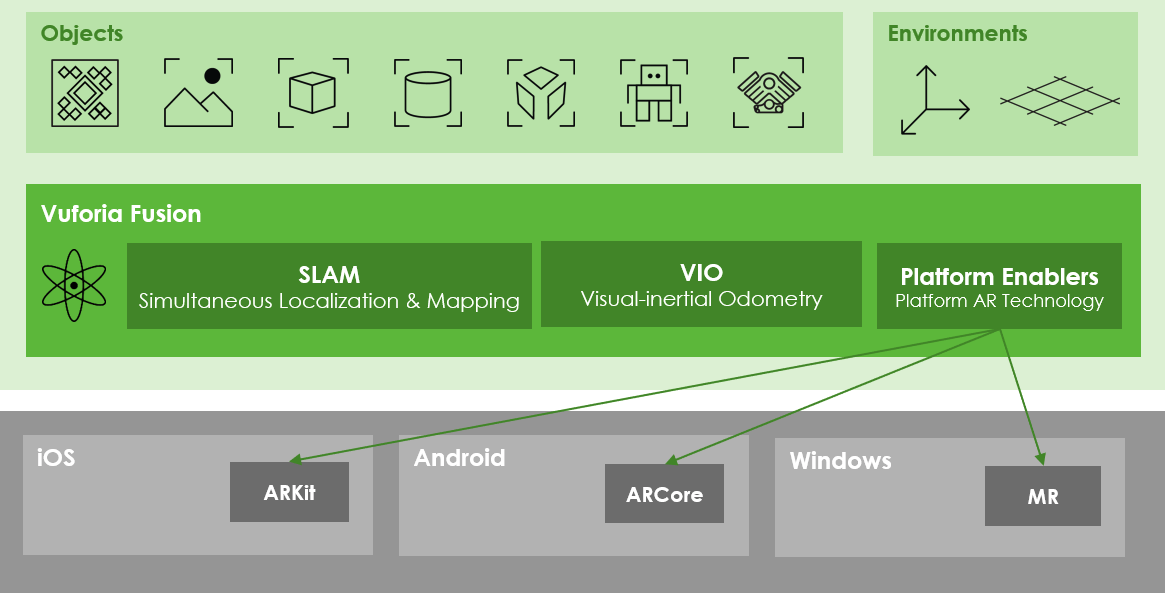 Objects
Environments
Vuforia Fusion
SLAM
Simultaneous Localization & Mapping
VIO
Visual-inertial Odometry
Platform Enablers
Platform AR Technology
iOS
ARKit
Android
ARCore
Windows
MR